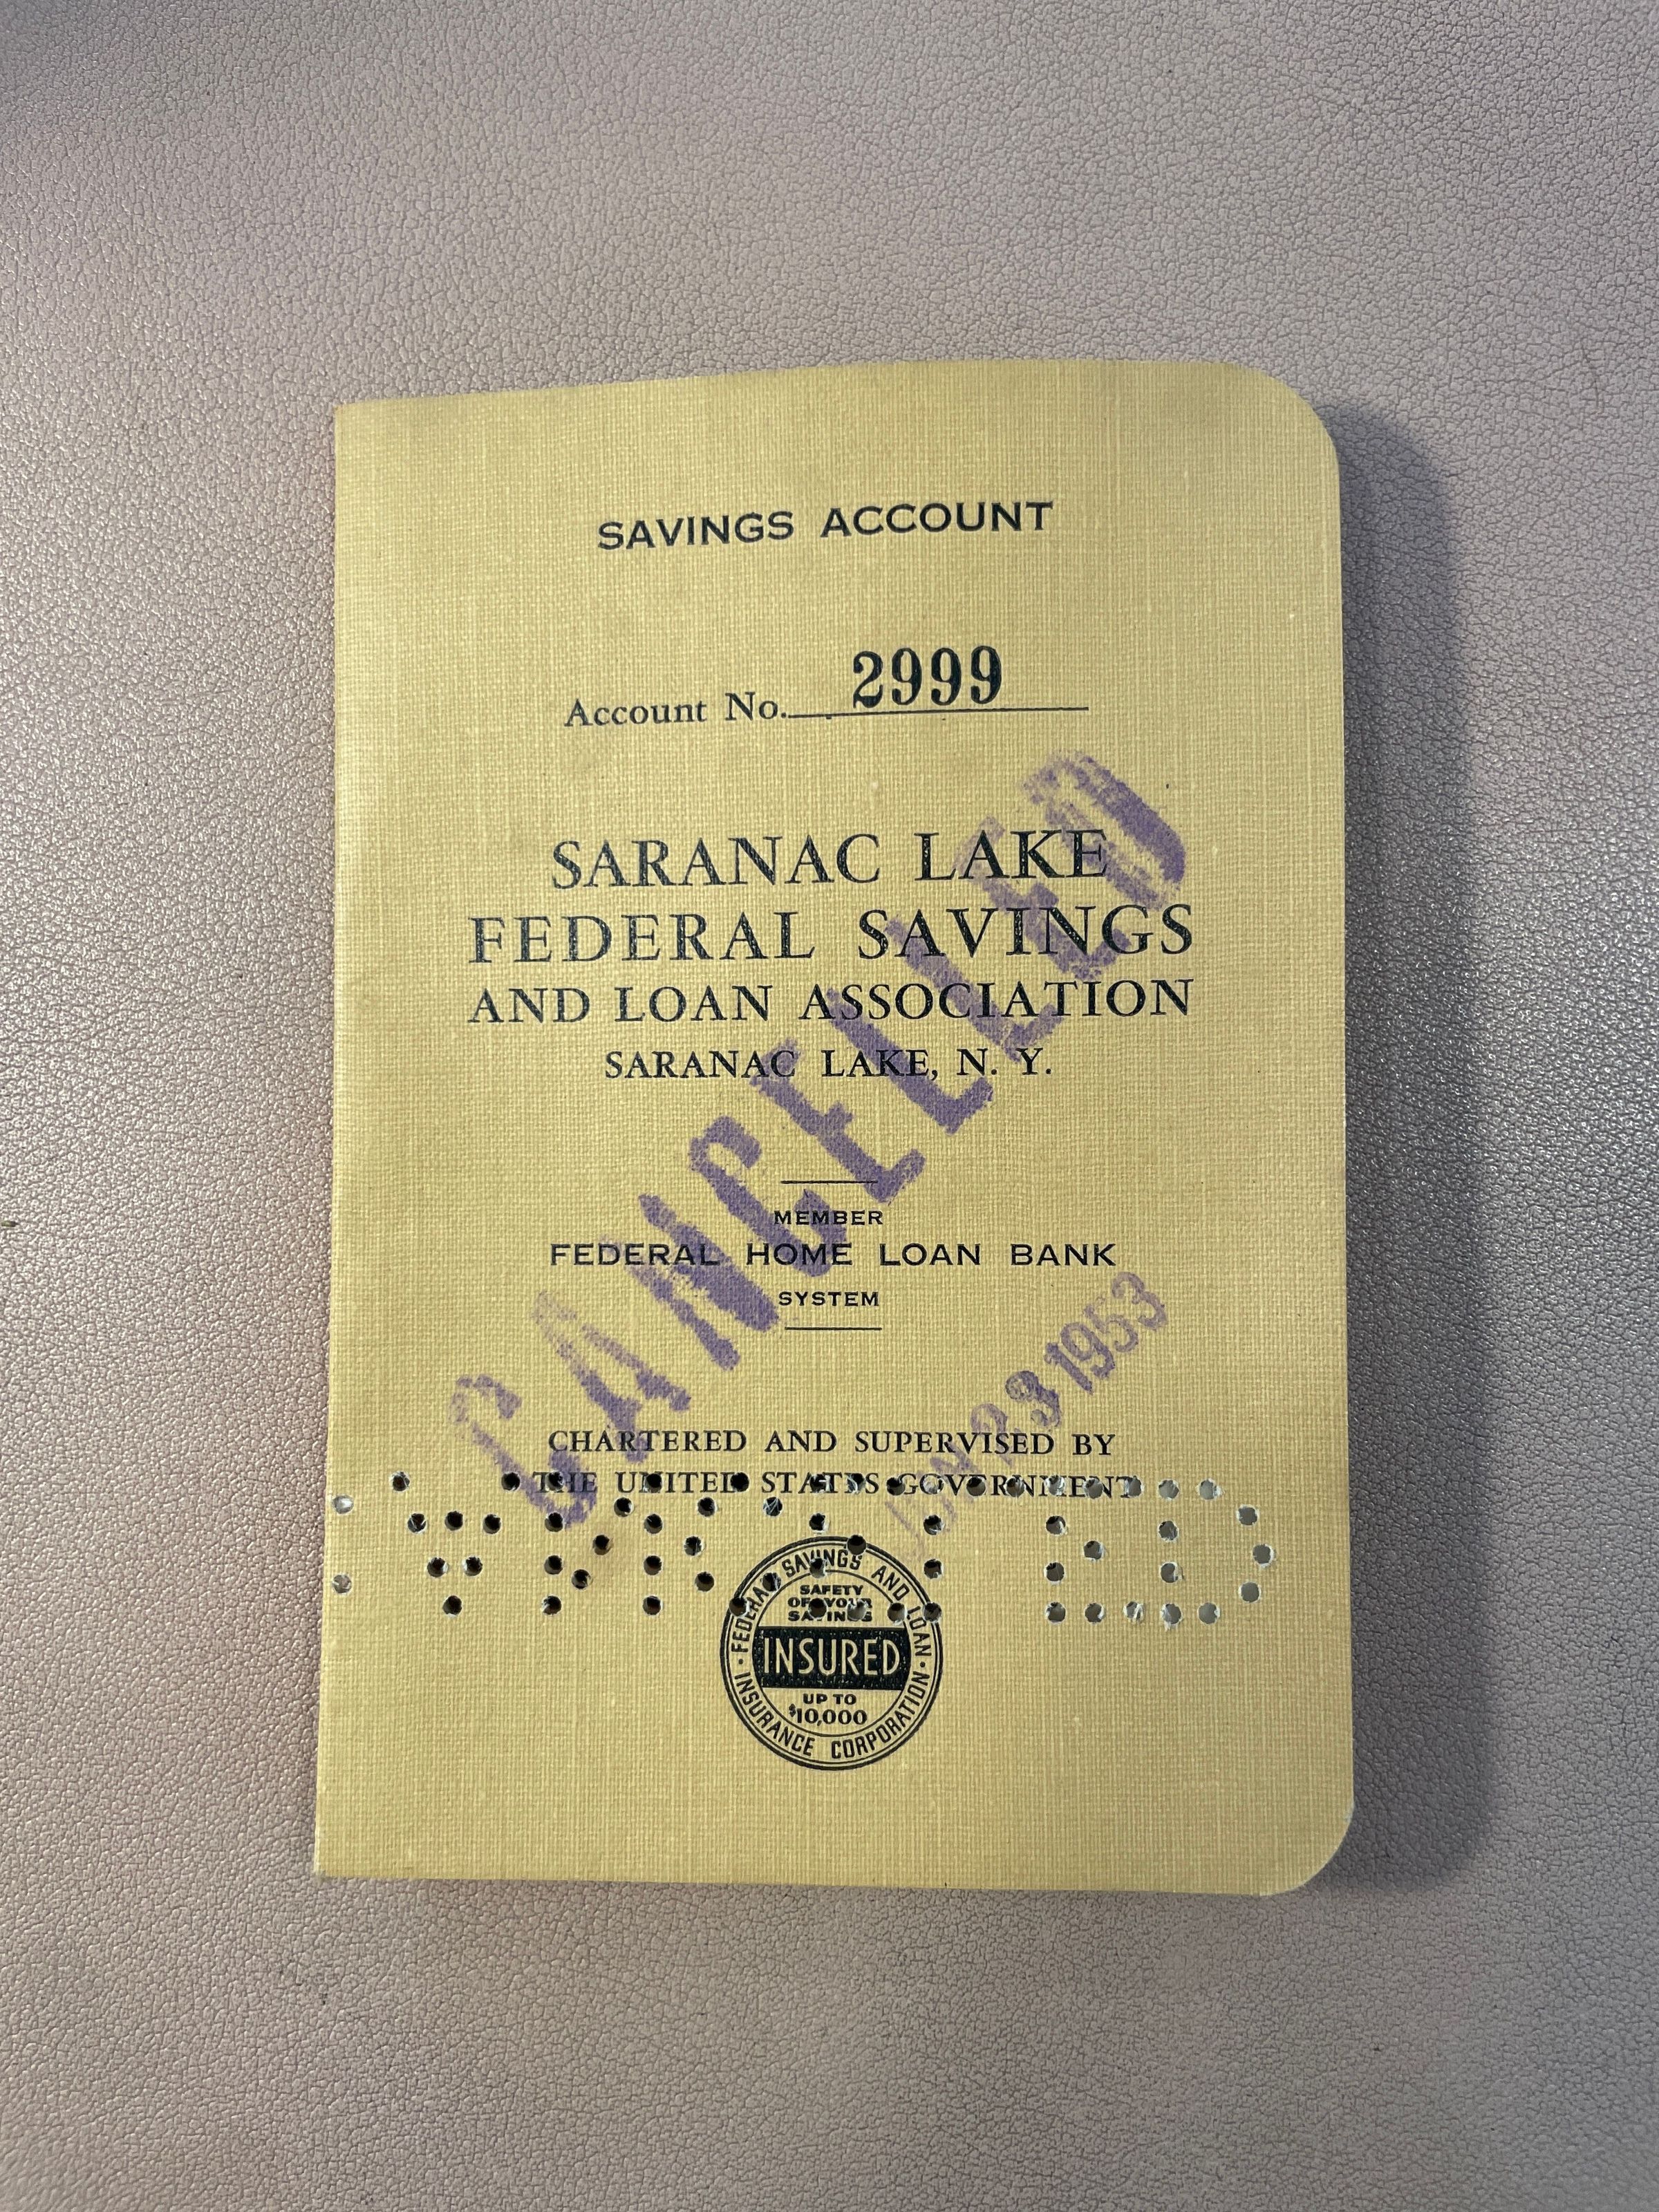 SAVINGS ACCOUNT
Account No. 2999
SARANAC LAKE
FEDERAL SAVINGS
AND LOAN ASSOCIATION
SARANAC LAKE, N. Y.
CANCELLED
MEMBER
FEDERAL HOME LOAN BANK
SYSTEM
23 1953
CHARTERED AND SUPERVISED BY
THE UNITED STATES GOVERNMENT
FEDERAL SAVINGS AND LOAN
SAFETY
OF YOUR
SAVINGS
INSURED
UP TO
$10,000
INSURANCE CORPORATION